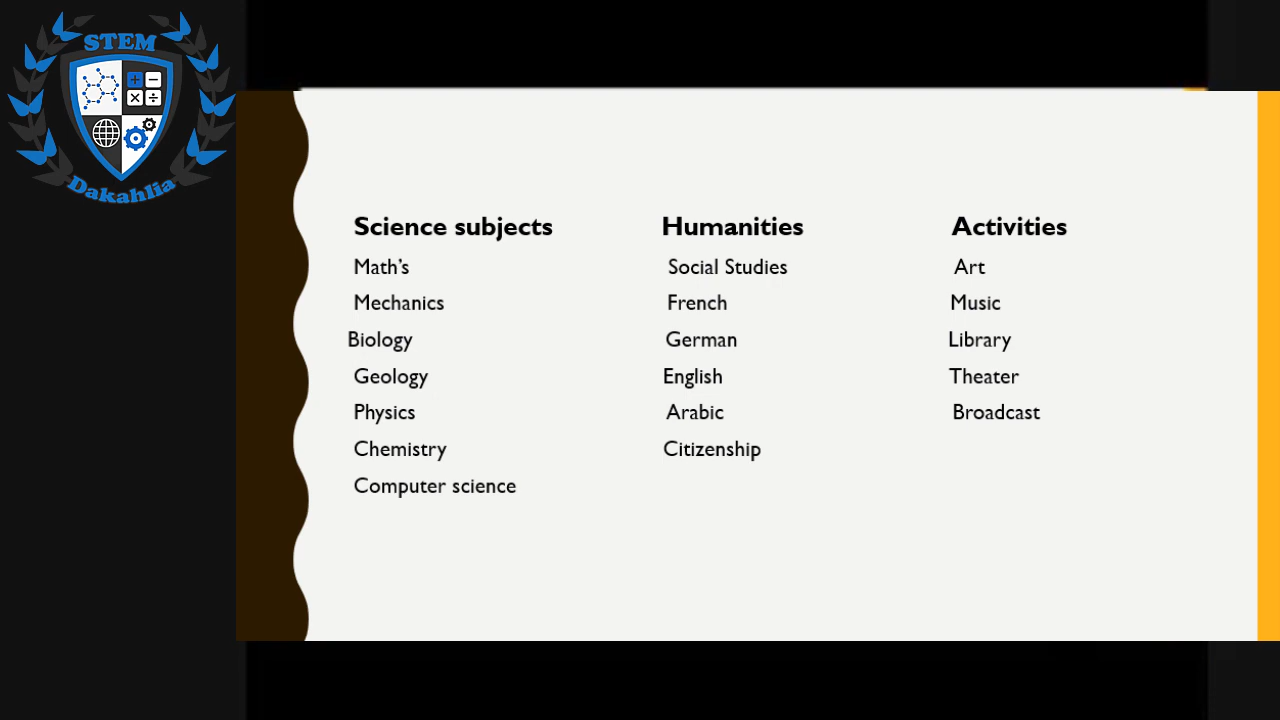 STEM
Dakahlia
Science subjects
Math's
Mechanics
Biology
Geology
Physics
Chemistry
Computer science
Humanities
Social Studies
French
German
English
Arabic
Citizenship
Activities
Art
Music
Library
Theater
Broadcast